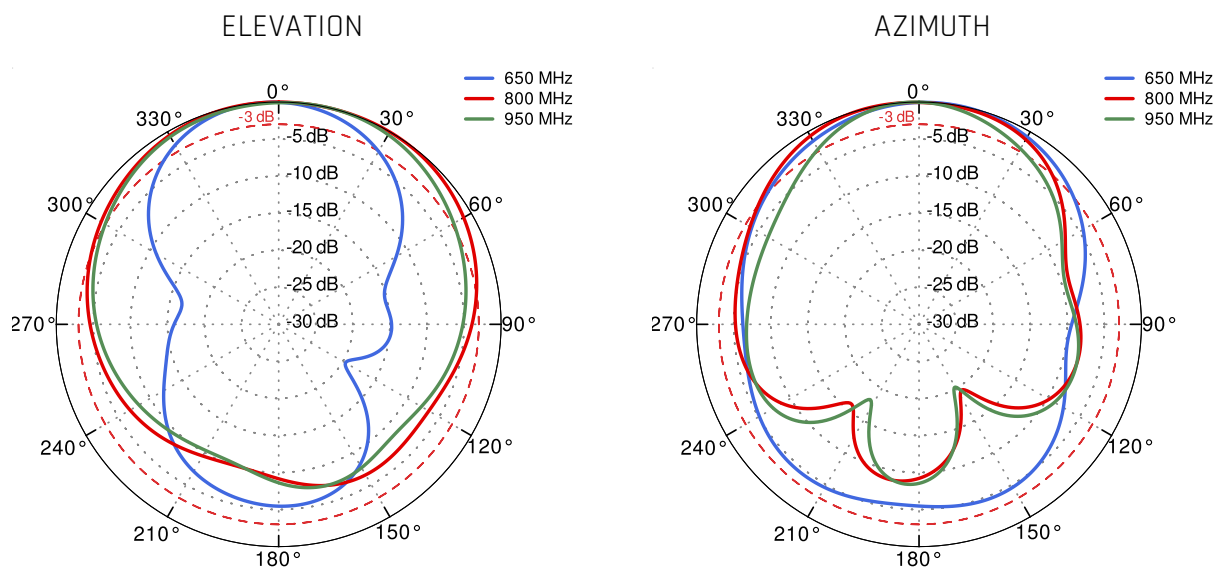 ELEVATION
650 MHz
800 MHz
950 MHz
0°
330°
-3 dB
30°
-5 dB
-10 dB
300°
-15 dB
60°
-20 dB
-25 dB
270°
-30 dB
90°
240°
120°
210°
150°
180°
AZIMUTH
650 MHz
800 MHz
950 MHz
0°
330°
-3 dB
30°
-5 dB
-10 dB
300°
-15 dB
60°
-20 dB
-25 dB
270°
-30 dB
90°
240°
120°
210°
150°
180°